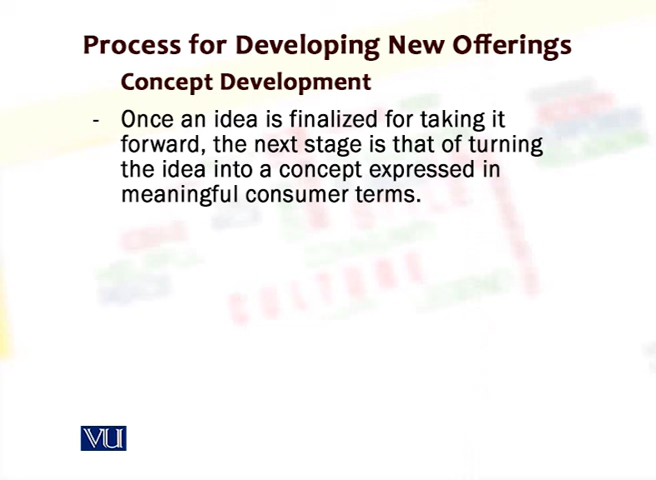 Process for Developing New Offerings
Concept Development
- Once an idea is finalized for taking it
forward, the next stage is that of turning
the idea into a concept expressed in
meaningful consumer terms.
CULTURE
VU